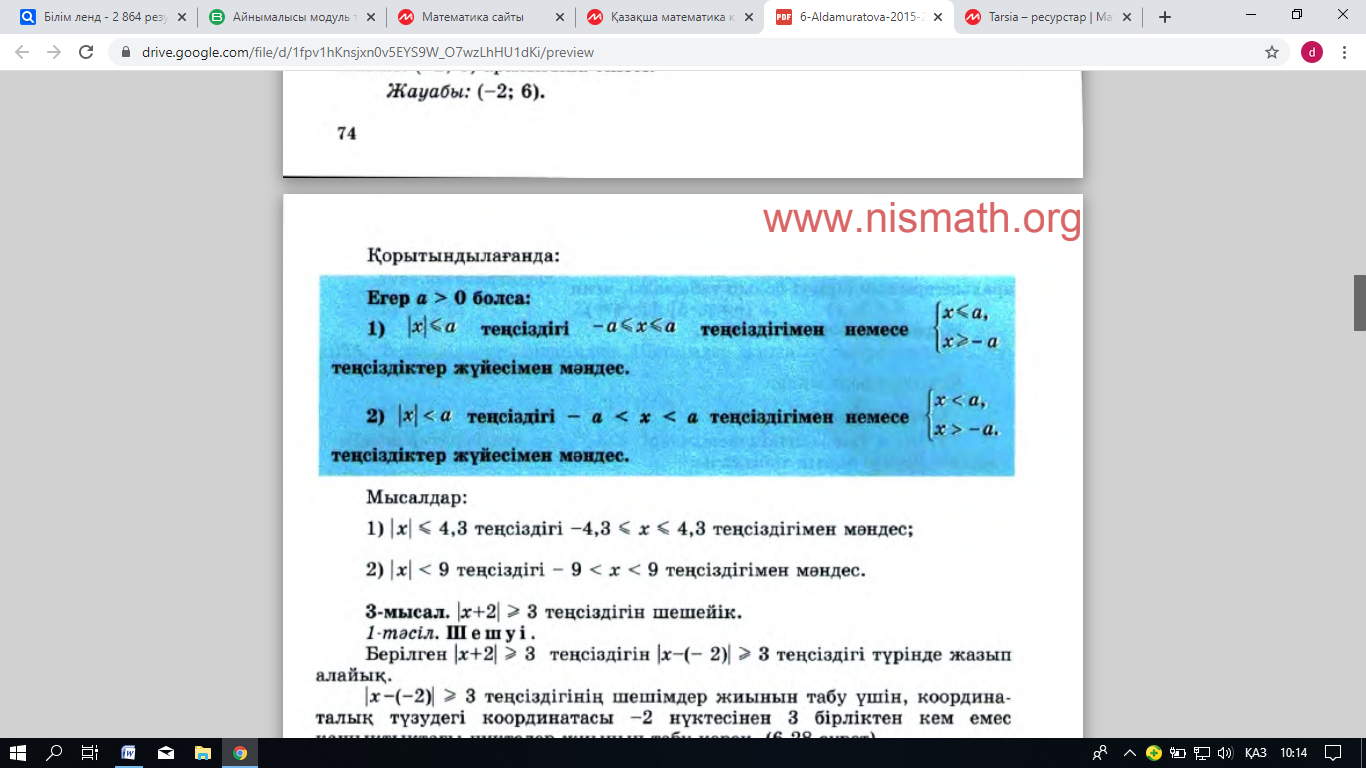 Білім ленд - 2 864 резу
Айнымалысы модуль т
Математика сайты
Қазақша математика к
6-Aldamuratova-2015-
Tarsia – ресурстар | Ма
drive.google.com/file/d/1fpv1hKnsjxn0v5EYS9W_O7wzLhHU1dKi/preview
d
Жауабы: (−2; 6).
74
www.nismath.org
Қорытындылағанда:
Егер a > 0 болса:
1) |x| ⩽ a теңсіздігі −a ⩽ x ⩽ a теңсіздігімен немесе {x ⩽ a, x ⩾ − a
теңсіздіктер жүйесімен мәндес.
2) |x| < a теңсіздігі − a < x < a теңсіздігімен немесе {x < a, x > −a.
теңсіздіктер жүйесімен мәндес.
Мысалдар:
1) |x| ⩽ 4,3 теңсіздігі −4,3 ⩽ x ⩽ 4,3 теңсіздігімен мәндес;
2) |x| < 9 теңсіздігі − 9 < x < 9 теңсіздігімен мәндес.
3-мысал. |x+2| ⩾ 3 теңсіздігін шешейік.
1-тәсіл. Шешуі.
Берілген |x+2| ⩾ 3 теңсіздігін |x−(− 2)| ⩾ 3 теңсіздігі түрінде жазып
алайық.
|x−(−2)| ⩾ 3 теңсіздігінің шешімдер жиынын табу үшін, координа-
талық түзудегі координатасы −2 нүктесінен 3 бірліктен кем емес
ҚАЗ
10:14